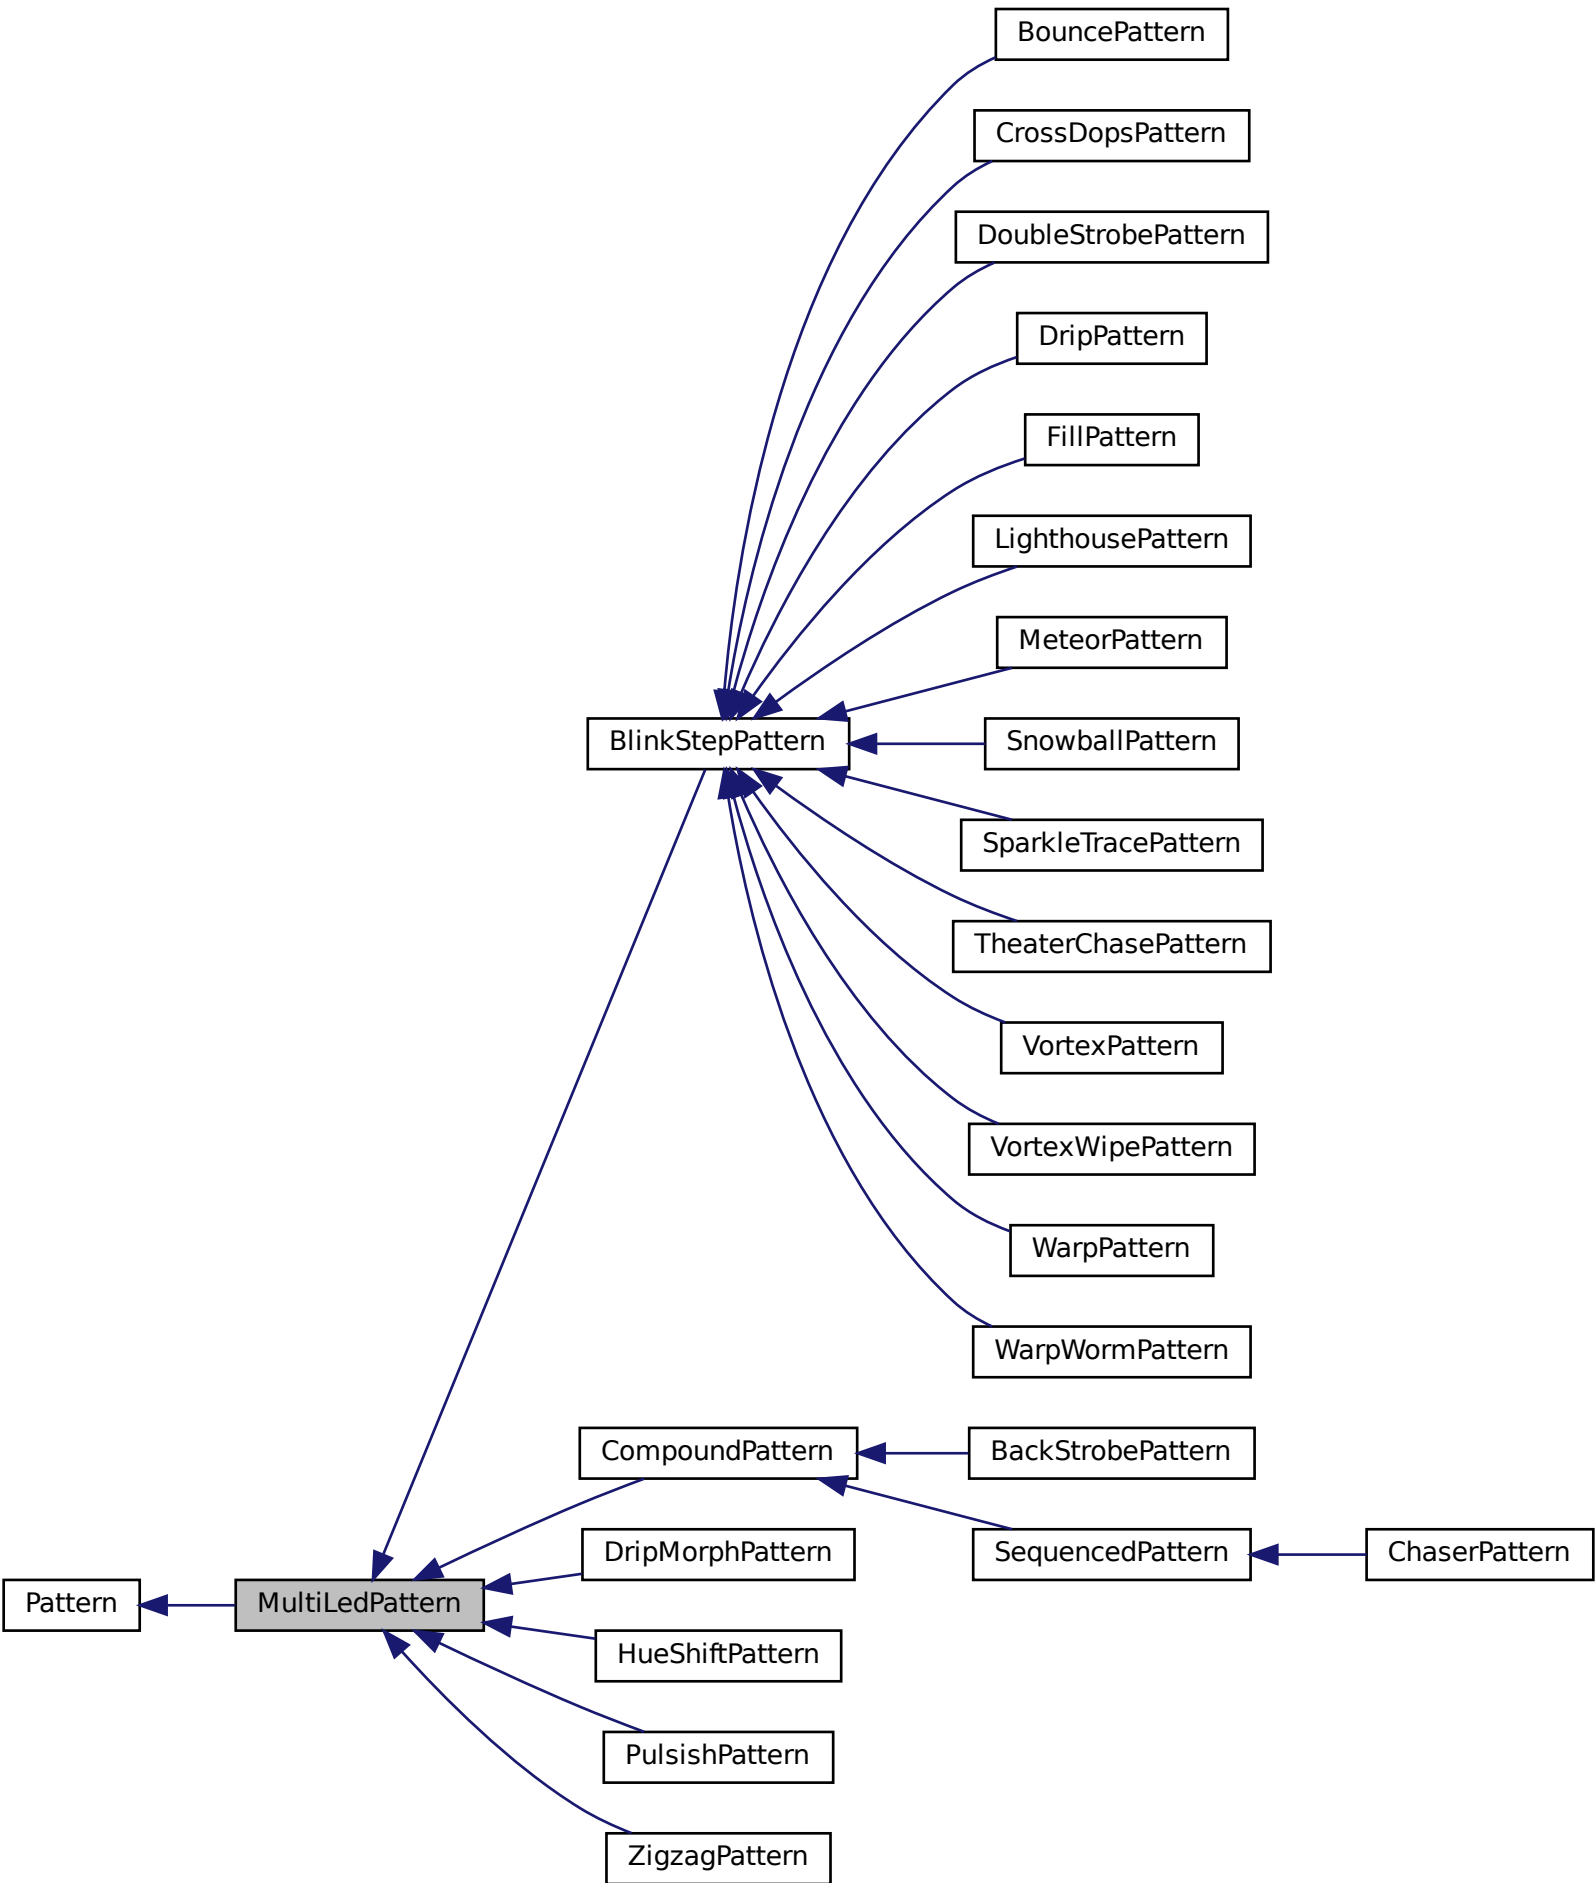 BouncePattern
CrossDopsPattern
DoubleStrobePattern
DripPattern
FillPattern
LighthousePattern
MeteorPattern
BlinkStepPattern
SnowballPattern
SparkleTracePattern
TheaterChasePattern
VortexPattern
VortexWipePattern
WarpPattern
WarpWormPattern
CompoundPattern
BackStrobePattern
DripMorphPattern
SequencedPattern
ChaserPattern
Pattern
MultiLedPattern
HueShiftPattern
PulsishPattern
ZigzagPattern